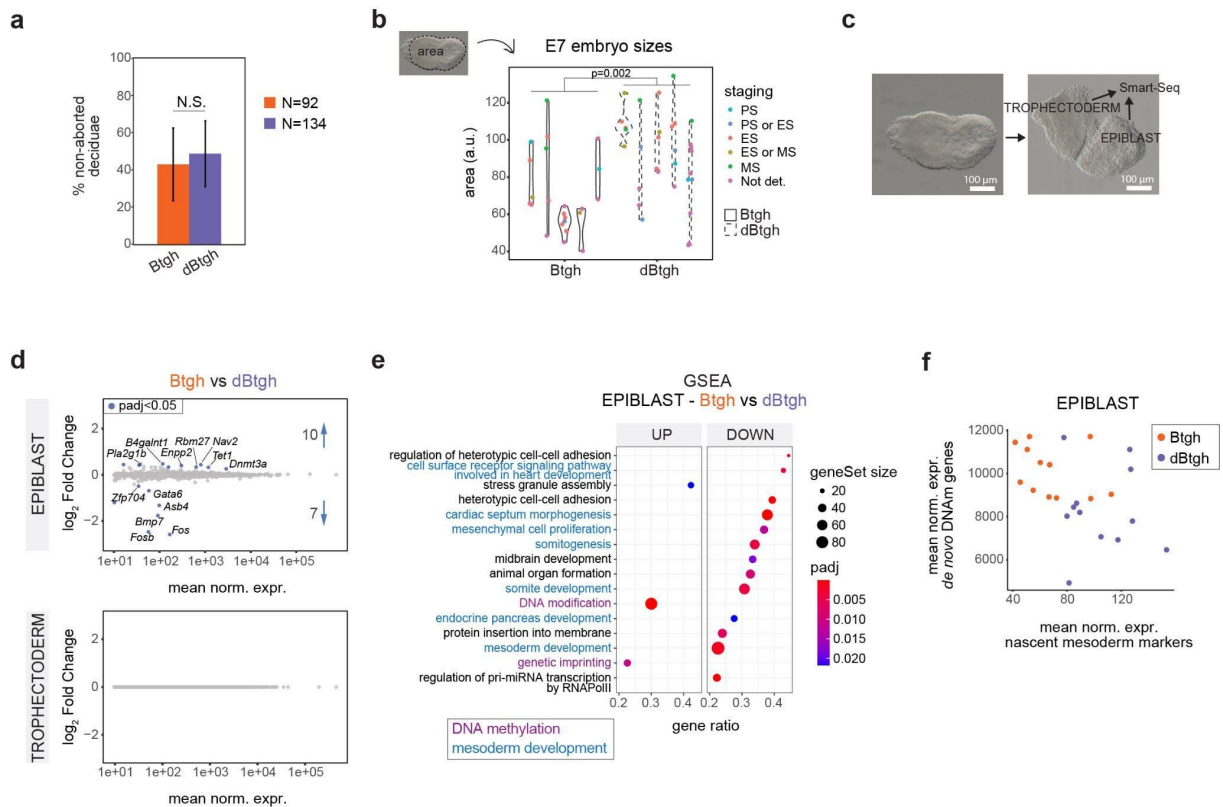 a
% non-aborted
deciduae
100
80
60
40
20
0
N.S.
Btgh
dBtgh
N=92
N=134
b
area
E7 embryo sizes
p=0.002
area (a.u.)
120
100
80
60
40
Btgh
dBtgh
staging
PS
PS or ES
ES
ES or MS
MS
Not det.
Btgh
dBtgh
c
100 µm
TROPHECTODERM
Smart-Seq
EPIBLAST
100 µm
d
Btgh vs dBtgh
EPIBLAST
log2 Fold Change
padj<0.05
2
0
−2
10
7
B4galnt1
Rbm27
Nav2
Pla2g1b
Enpp2
Tet1
Dnmt3a
Zfp704
Gata6
Asb4
Bmp7
Fosb
Fos
1e+01
1e+02
1e+03
1e+04
1e+05
mean norm. expr.
TROPHECTODERM
log2 Fold Change
2
0
−2
1e+01
1e+02
1e+03
1e+04
1e+05
mean norm. expr.
e
GSEA
EPIBLAST - Btgh vs dBtgh
UP
DOWN
regulation of heterotypic cell-cell adhesion
cell surface receptor signaling pathway
involved in heart development
stress granule assembly
heterotypic cell-cell adhesion
cardiac septum morphogenesis
mesenchymal cell proliferation
somitogenesis
midbrain development
animal organ formation
somite development
DNA modification
endocrine pancreas development
protein insertion into membrane
mesoderm development
genetic imprinting
regulation of pri-miRNA transcription
by RNAPolII
0.2
0.3
0.4
0.2
0.3
0.4
gene ratio
geneSet size
20
40
60
80
padj
0.005
0.010
0.015
0.020
DNA methylation
mesoderm development
f
EPIBLAST
mean norm. expr.
de novo DNAm genes
12000
10000
8000
6000
40
80
120
mean norm. expr.
nascent mesoderm markers
Btgh
dBtgh